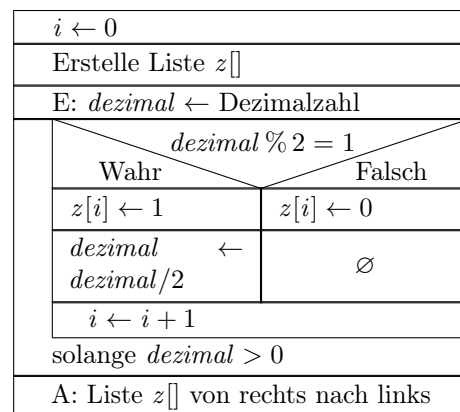 i ← 0
Erstelle Liste z[]
E: dezimal ← Dezimalzahl
dezimal % 2 = 1
Wahr Falsch
z[i] ← 1 z[i] ← 0
dezimal ←
dezimal/2 ∅
i ← i + 1
solange dezimal > 0
A: Liste z[] von rechts nach links